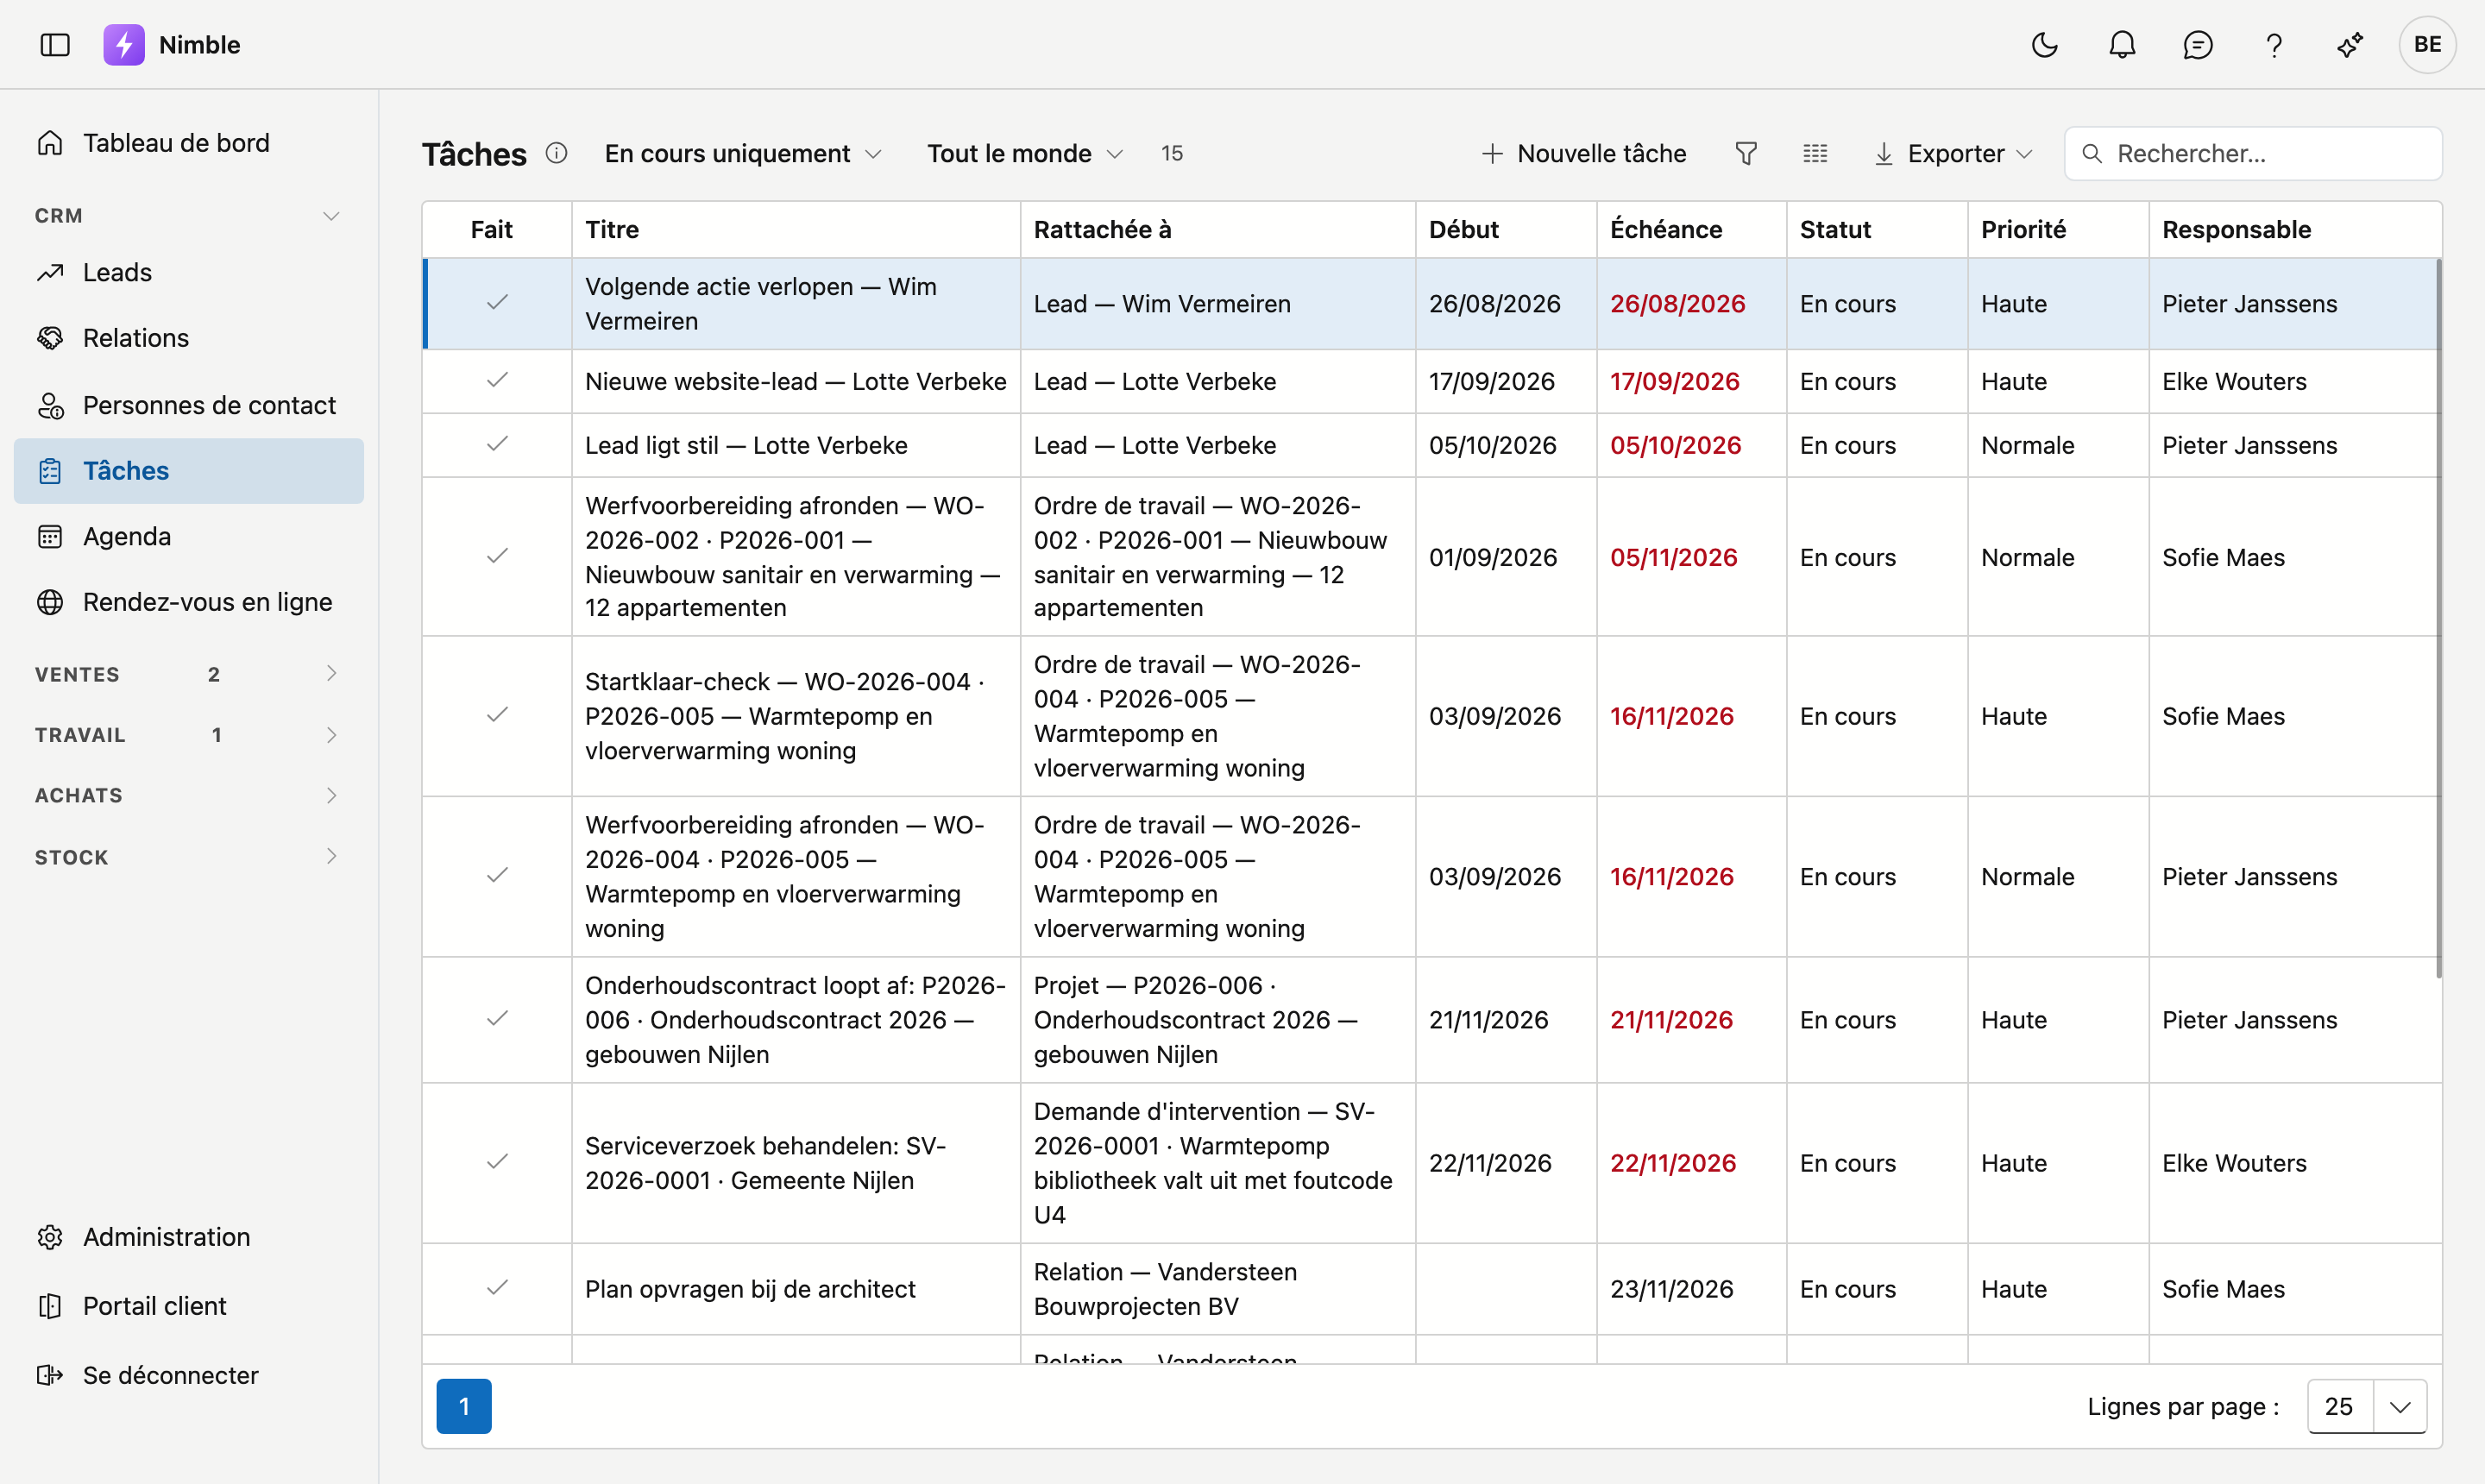 Nimble
BE
Tableau de bord
CRM
Leads
Relations
Personnes de contact
Tâches
Agenda
Rendez-vous en ligne
VENTES 2
TRAVAIL 1
ACHATS
STOCK
Administration
Portail client
Se déconnecter
Tâches En cours uniquement Tout le monde 15 Nouvelle tâche Exporter Rechercher...
Fait Titre Rattachée à Début Échéance Statut Priorité Responsable
Volgende actie verlopen — Wim
Vermeiren
Lead — Wim Vermeiren
26/08/2026 26/08/2026 En cours Haute Pieter Janssens
Nieuwe website-lead — Lotte Verbeke
Lead — Lotte Verbeke
17/09/2026 17/09/2026 En cours Haute Elke Wouters
Lead ligt stil — Lotte Verbeke
Lead — Lotte Verbeke
05/10/2026 05/10/2026 En cours Normale Pieter Janssens
Werfvoorbereiding afronden — WO-
2026-002 · P2026-001 —
Nieuwbouw sanitair en verwarming —
12 appartementen
Ordre de travail — WO-2026-
002 · P2026-001 — Nieuwbouw
sanitair en verwarming — 12
appartementen
01/09/2026 05/11/2026 En cours Normale Sofie Maes
Startklaar-check — WO-2026-004 ·
P2026-005 — Warmtepomp en
vloerverwarming woning
Ordre de travail — WO-2026-
004 · P2026-005 —
Warmtepomp en
vloerverwarming woning
03/09/2026 16/11/2026 En cours Haute Sofie Maes
Werfvoorbereiding afronden — WO-
2026-004 · P2026-005 —
Warmtepomp en vloerverwarming
woning
Ordre de travail — WO-2026-
004 · P2026-005 —
Warmtepomp en
vloerverwarming woning
03/09/2026 16/11/2026 En cours Normale Pieter Janssens
Onderhoudscontract loopt af: P2026-
006 · Onderhoudscontract 2026 —
gebouwen Nijlen
Projet — P2026-006 ·
Onderhoudscontract 2026 —
gebouwen Nijlen
21/11/2026 21/11/2026 En cours Haute Pieter Janssens
Serviceverzoek behandelen: SV-
2026-0001 · Gemeente Nijlen
Demande d'intervention — SV-
2026-0001 · Warmtepomp
bibliotheek valt uit met foutcode
U4
22/11/2026 22/11/2026 En cours Haute Elke Wouters
Plan opvragen bij de architect
Relation — Vandersteen
Bouwprojecten BV
23/11/2026 En cours Haute Sofie Maes
Relation — Vandersteen
1
Lignes par page : 25